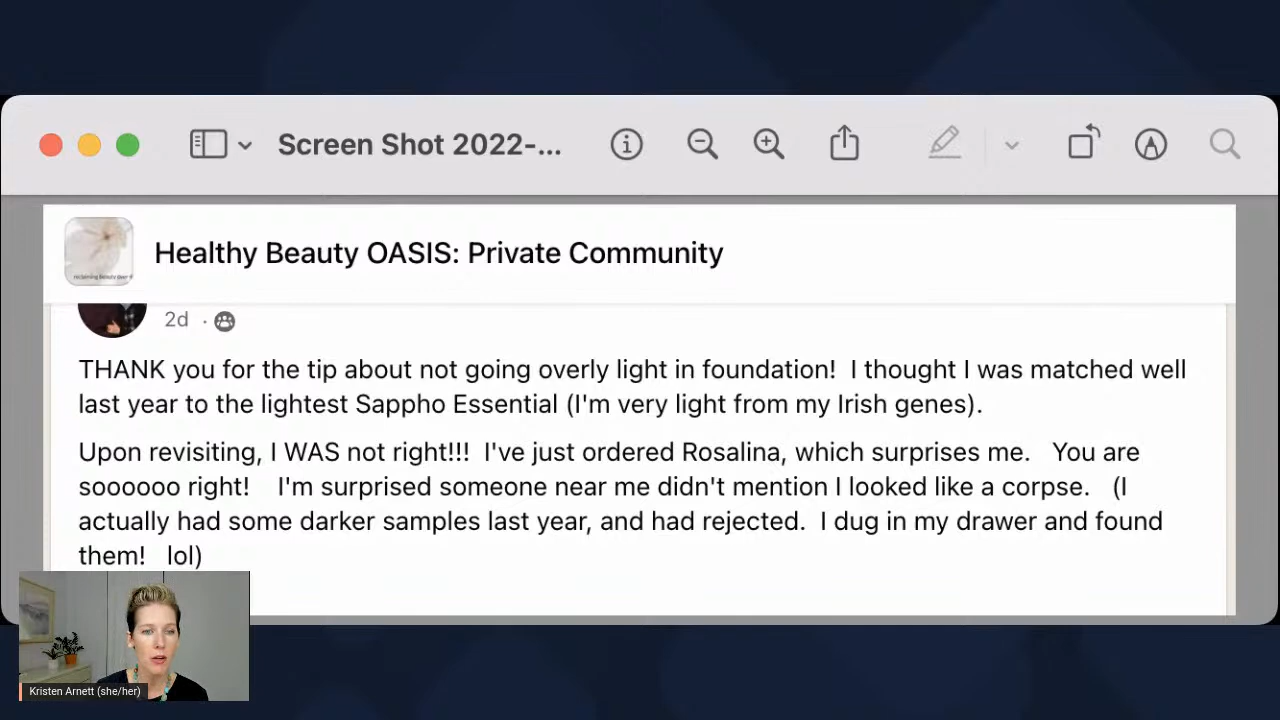 Screen Shot 2022-...
Healthy Beauty OASIS: Private Community
2d ·
THANK you for the tip about not going overly light in foundation!  I thought I was matched well
last year to the lightest Sappho Essential (I'm very light from my Irish genes).
Upon revisiting, I WAS not right!!!  I've just ordered Rosalina, which surprises me.   You are
soooooo right!    I'm surprised someone near me didn't mention I looked like a corpse.   (I
actually had some darker samples last year, and had rejected.  I dug in my drawer and found
them!   lol)
Kristen Arnett (she/her)